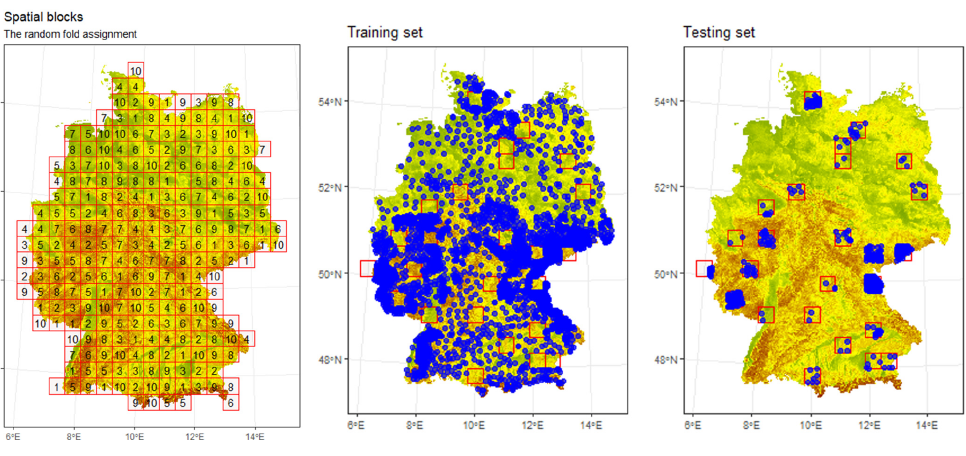 Spatial blocks
The random fold assignment
10
4 4
10 2 9 1 9 3 9 8
7 3 1 8 4 9 8 4 1 10
7 5 10 10 6 7 3 2 9 10 1
8 6 10 4 6 5 2 9 7 3 6 3 7
5 3 7 10 3 8 10 2 6 6 8 2 10
4 8 7 8 9 8 8 1 5 8 4 6 4
5 7 1 8 2 4 1 3 6 7 4 6 2 10
4 5 5 2 4 6 8 3 6 3 9 1 5 3 5
4 4 7 6 8 7 7 4 4 3 7 6 9 8 7 1 6
3 5 2 4 2 5 7 3 4 2 5 6 1 3 6 1 10
9 3 5 5 8 7 4 6 7 7 8 2 5 2 1
2 3 6 2 5 6 1 6 9 7 1 4 10
9 5 8 7 5 1 7 10 2 7 1 2 6
1 2 3 9 10 7 10 5 4 6 10 9
10 1 2 9 5 2 6 3 6 7 9 9
10 9 8 3 1 4 4 8 2 8 10 4
7 6 9 10 4 8 2 1 10 8
1 5 5 3 3 8 9 3 2 2
1 5 9 1 10 2 10 9 1 3 9 8
9 10 5 5 6
6°E 8°E 10°E 12°E 14°E
Training set
54°N
52°N
50°N
48°N
6°E 8°E 10°E 12°E 14°E
Testing set
54°N
52°N
50°N
48°N
6°E 8°E 10°E 12°E 14°E